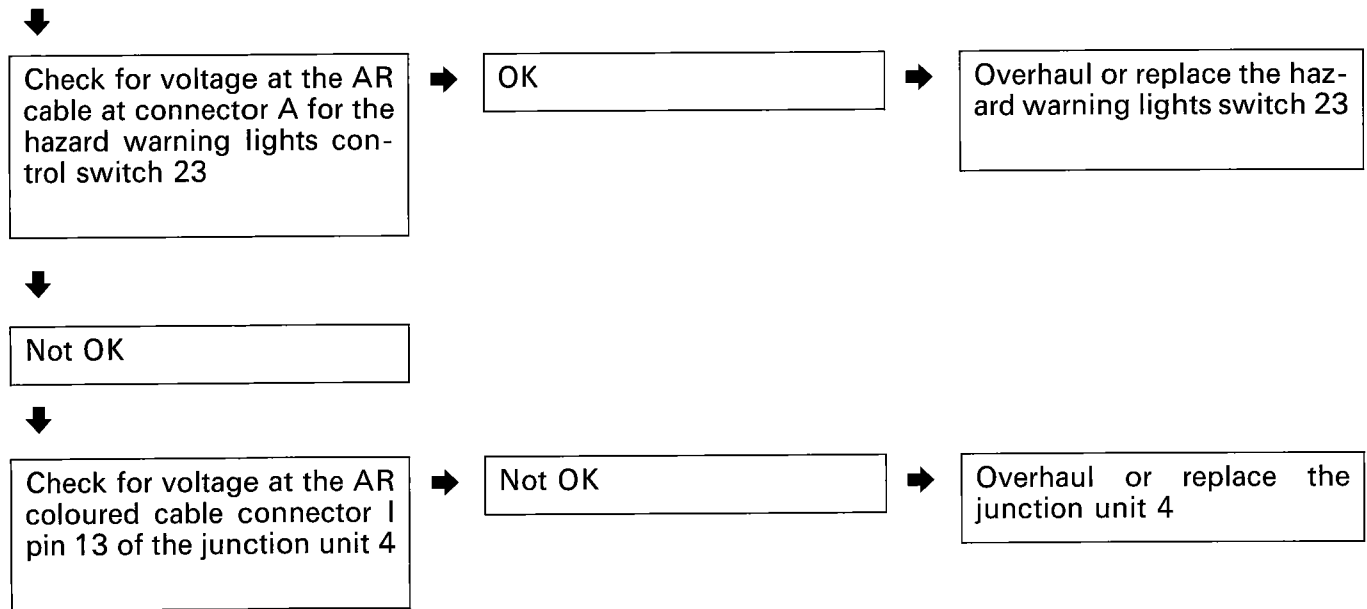 Check for voltage at the AR
cable at connector A for the
hazard warning lights con-
trol switch 23
OK
Overhaul or replace the haz-
ard warning lights switch 23
Not OK
Check for voltage at the AR
coloured cable connector I
pin 13 of the junction unit 4
Not OK
Overhaul or replace the
junction unit 4